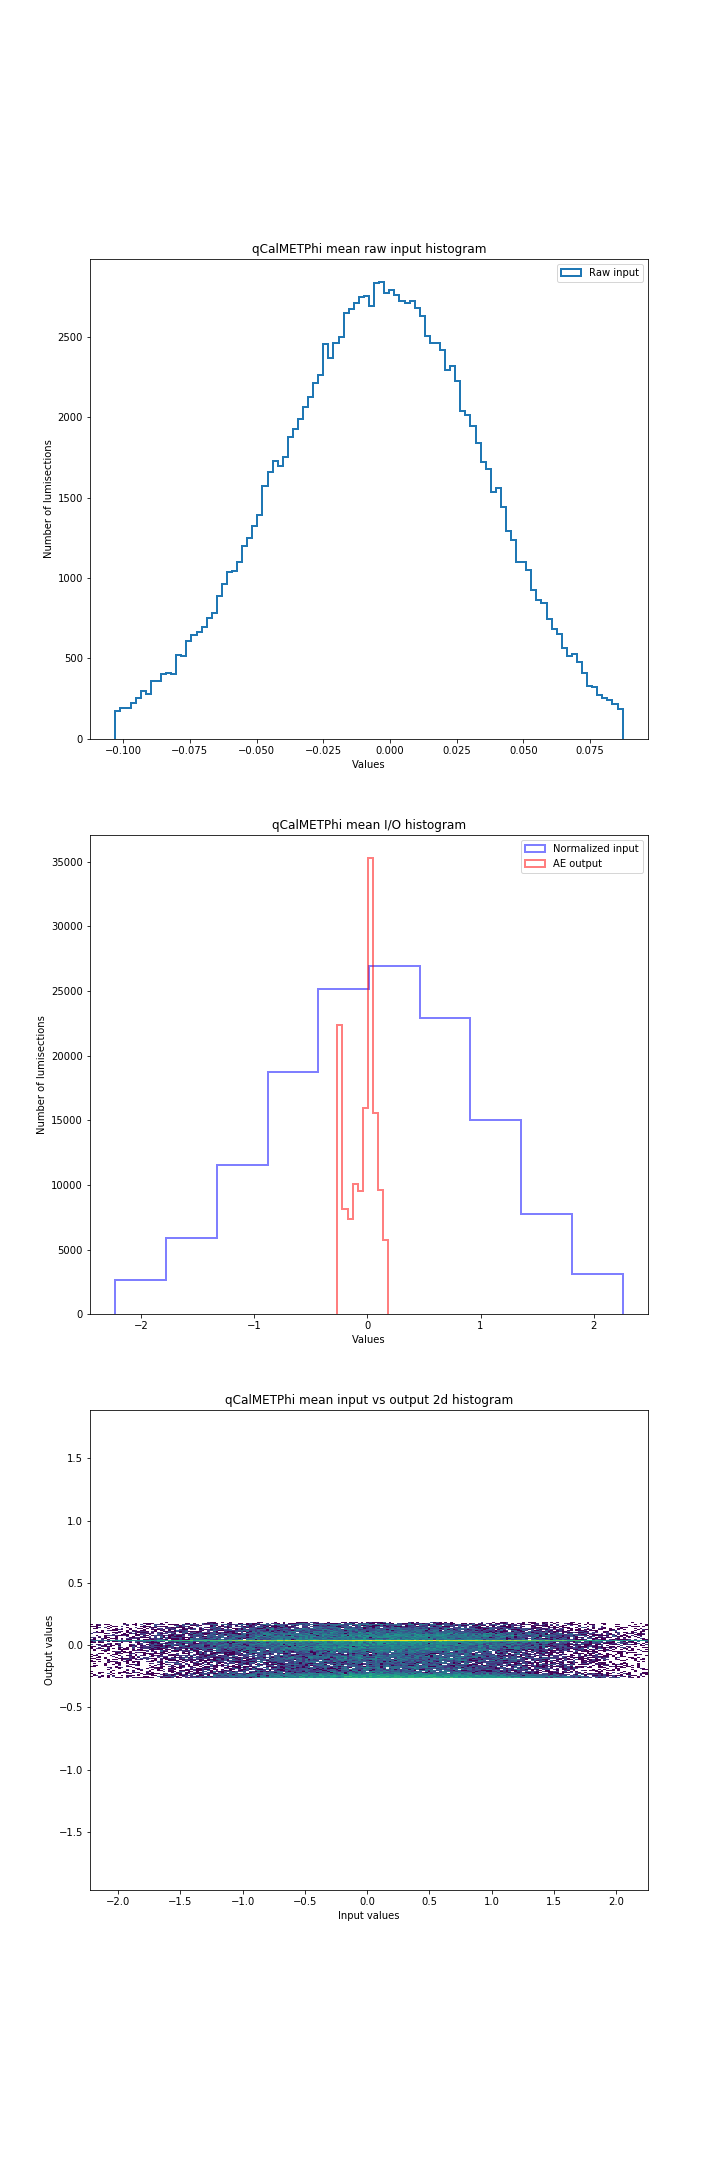 qCalMETPhi mean raw input histogram
Raw input
Number of lumisections
2500
2000
1500
1000
500
0
−0.100 −0.075 −0.050 −0.025 0.000 0.025 0.050 0.075
Values
qCalMETPhi mean I/O histogram
Normalized input
AE output
Number of lumisections
35000
30000
25000
20000
15000
10000
5000
0
−2 −1 0 1 2
Values
qCalMETPhi mean input vs output 2d histogram
Output values
1.5
1.0
0.5
0.0
−0.5
−1.0
−1.5
−2.0 −1.5 −1.0 −0.5 0.0 0.5 1.0 1.5 2.0
Input values